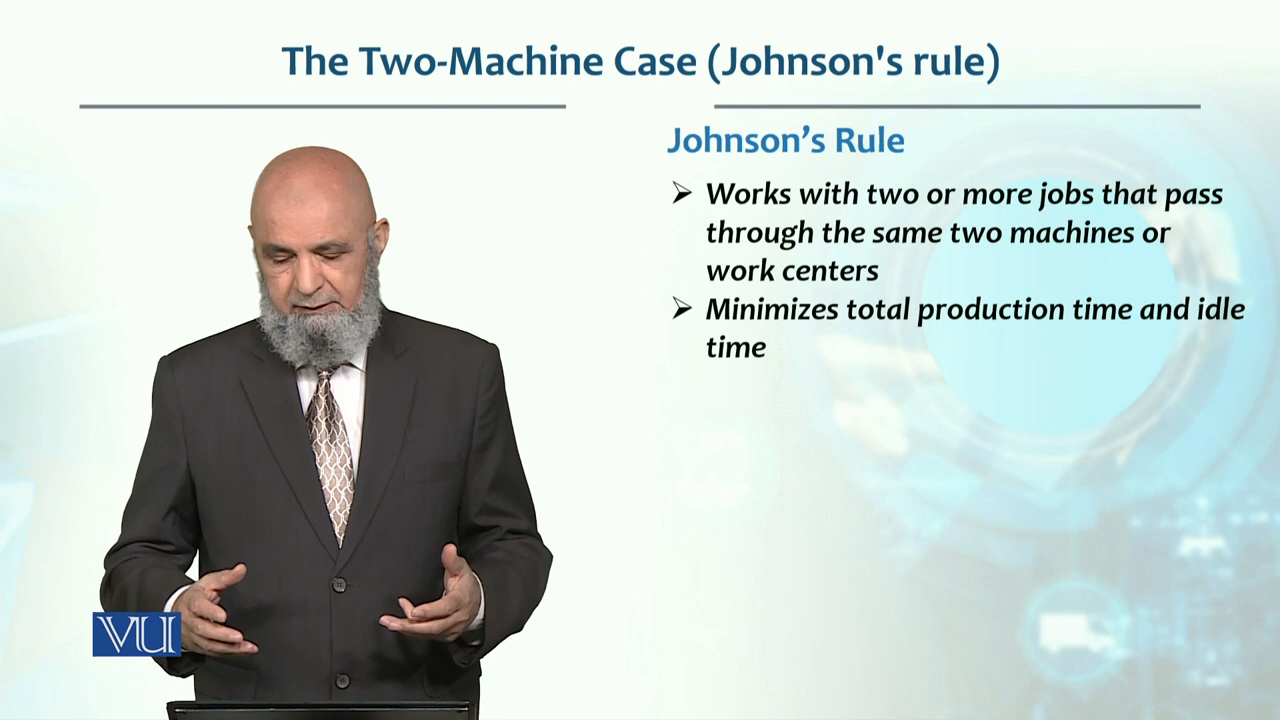 The Two-Machine Case (Johnson's rule)
Johnson’s Rule
➢ Works with two or more jobs that pass
through the same two machines or
work centers
➢ Minimizes total production time and idle
time
VU